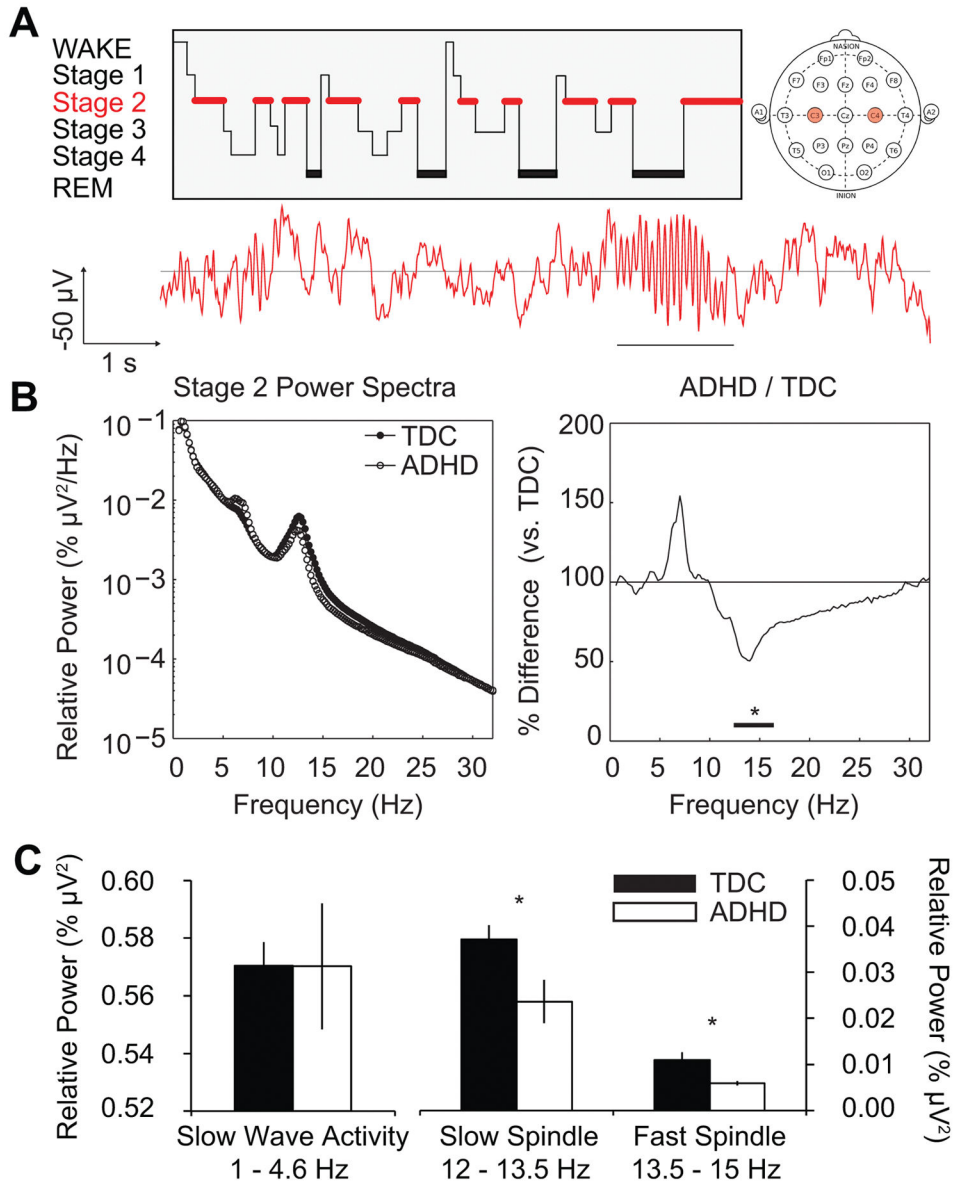 A
WAKE
Stage 1
Stage 2
Stage 3
Stage 4
REM
NASION
Fp1 Fp2
F7 F3 Fz F4 F8
A1 T3 C3 Cz C4 T4 A2
T5 P3 Pz P4 T6
O1 O2
INION
-50 µV
1 s
B
Stage 2 Power Spectra
Relative Power (% µV²/Hz)
10⁻¹
10⁻²
10⁻³
10⁻⁴
10⁻⁵
TDC
ADHD
0 5 10 15 20 25 30
Frequency (Hz)
ADHD / TDC
% Difference (vs. TDC)
200
150
100
50
0
*
0 5 10 15 20 25 30
Frequency (Hz)
C
Relative Power (% µV²)
0.60
0.58
0.56
0.54
0.52
TDC
ADHD
*
*
0.05
0.04
0.03
0.02
0.01
0.00
Relative Power (% µV²)
Slow Wave Activity
1 - 4.6 Hz
Slow Spindle
12 - 13.5 Hz
Fast Spindle
13.5 - 15 Hz